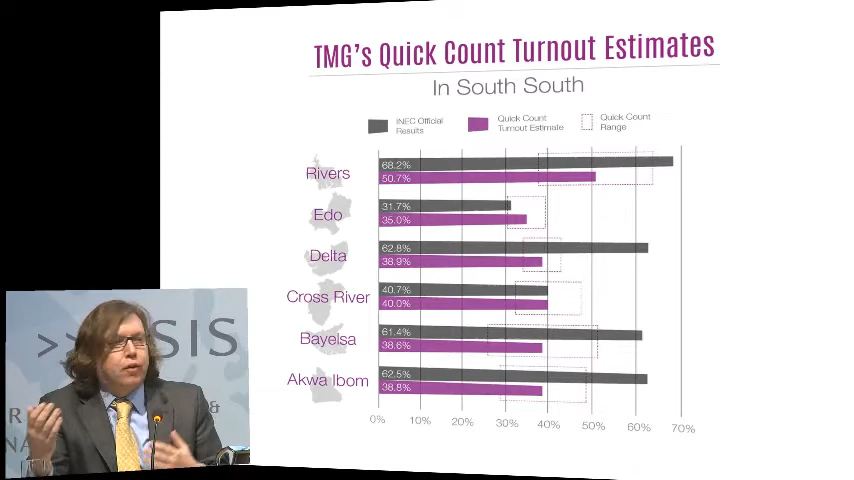 TMG's Quick Count Turnout Estimates
In South South
INEC Official
Results
Quick Count
Turnout Estimate
Quick Count
Range
Rivers
68.2%
50.7%
Edo
31.7%
35.0%
Delta
62.8%
38.9%
Cross River
40.7%
40.0%
Bayelsa
61.4%
38.6%
Akwa Ibom
62.5%
38.8%
0%
10%
20%
30%
40%
50%
60%
70%
SIS
&